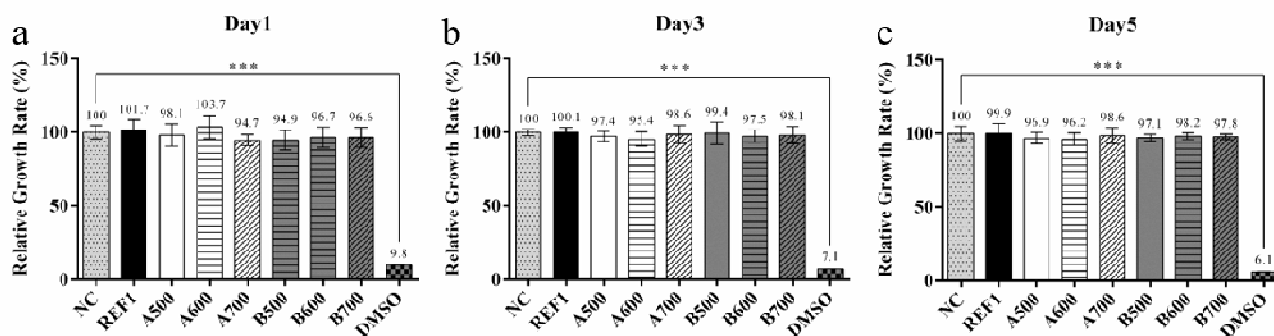 a
Day1
Relative Growth Rate (%)
150
100
50
0
***
100
101.7
98.1
103.7
94.7
94.9
96.7
96.5
9.8
NC
REF1
A500
A600
A700
B500
B600
B700
DMSO
b
Day3
Relative Growth Rate (%)
150
100
50
0
***
100
100.1
97.4
95.4
98.6
99.4
97.5
98.1
7.1
NC
REF1
A500
A600
A700
B500
B600
B700
DMSO
c
Day5
Relative Growth Rate (%)
150
100
50
0
***
100
99.9
96.9
96.2
98.6
97.1
98.2
97.8
6.1
NC
REF1
A500
A600
A700
B500
B600
B700
DMSO